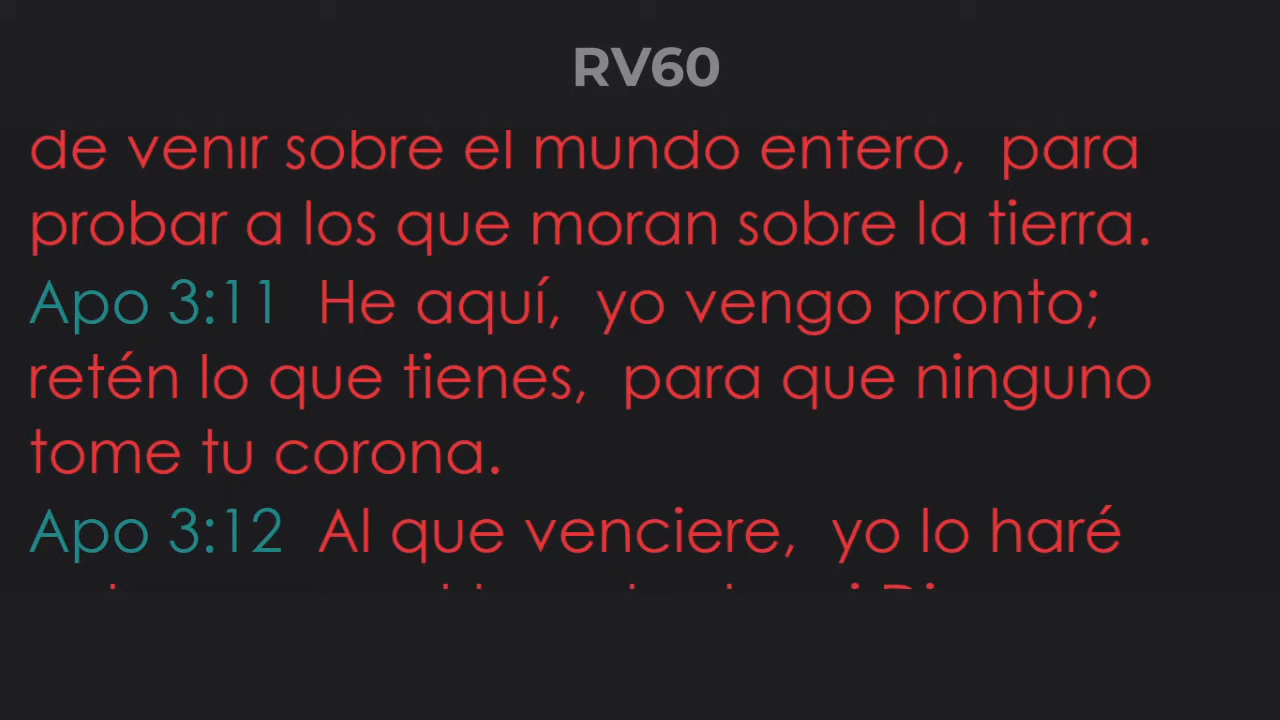 RV60
de venir sobre el mundo entero,  para
probar a los que moran sobre la tierra.
Apo 3:11  He aquí,  yo vengo pronto;
retén lo que tienes,  para que ninguno
tome tu corona.
Apo 3:12  Al que venciere,  yo lo haré